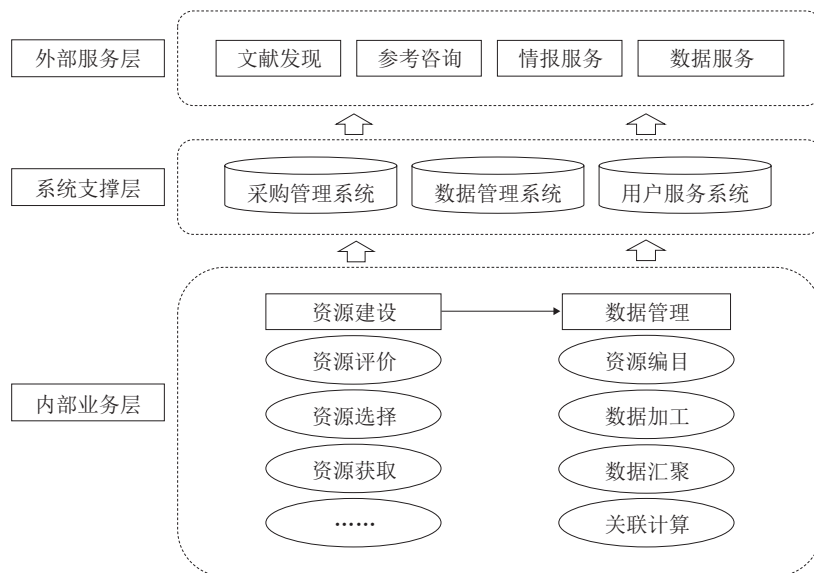 外部服务层
文献发现 参考咨询 情报服务 数据服务
系统支撑层
采购管理系统 数据管理系统 用户服务系统
内部业务层
资源建设 数据管理
资源评价 资源编目
资源选择 数据加工
资源获取 数据汇聚
…… 关联计算